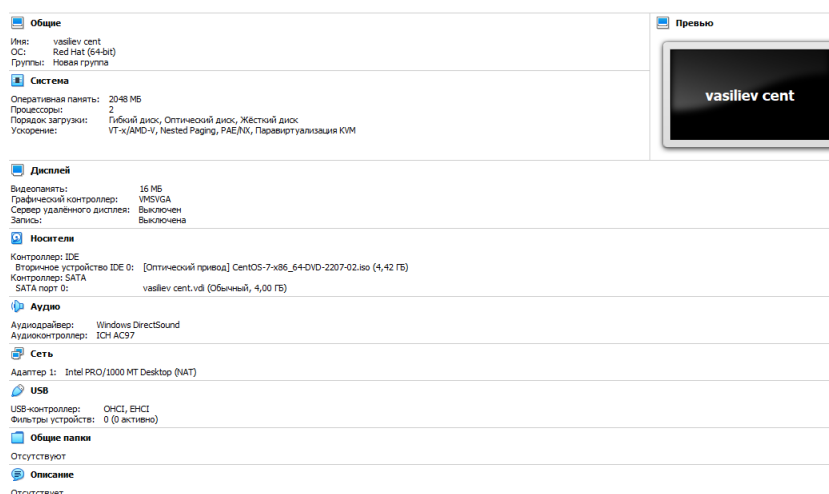 Общие
Имя: vasiliev cent
ОС: Red Hat (64-bit)
Группы: Новая группа
Превью
vasiliev cent
Система
Оперативная память: 2048 МБ
Процессоры: 2
Порядок загрузки: Гибкий диск, Оптический диск, Жёсткий диск
Ускорение: VT-x/AMD-V, Nested Paging, PAE/NX, Паравиртуализация KVM
Дисплей
Видеопамять: 16 МБ
Графический контроллер: VMSVGA
Сервер удалённого дисплея: Выключен
Запись: Выключена
Носители
Контроллер: IDE
Вторичное устройство IDE 0: [Оптический привод] CentOS-7-x86_64-DVD-2207-02.iso (4,42 ГБ)
Контроллер: SATA
SATA порт 0: vasiliev cent.vdi (Обычный, 4,00 ГБ)
Аудио
Аудиодрайвер: Windows DirectSound
Аудиоконтроллер: ICH AC97
Сеть
Адаптер 1: Intel PRO/1000 MT Desktop (NAT)
USB
USB-контроллер: OHCI, EHCI
Фильтры устройств: 0 (0 активно)
Общие папки
Отсутствуют
Описание
Отсутствует